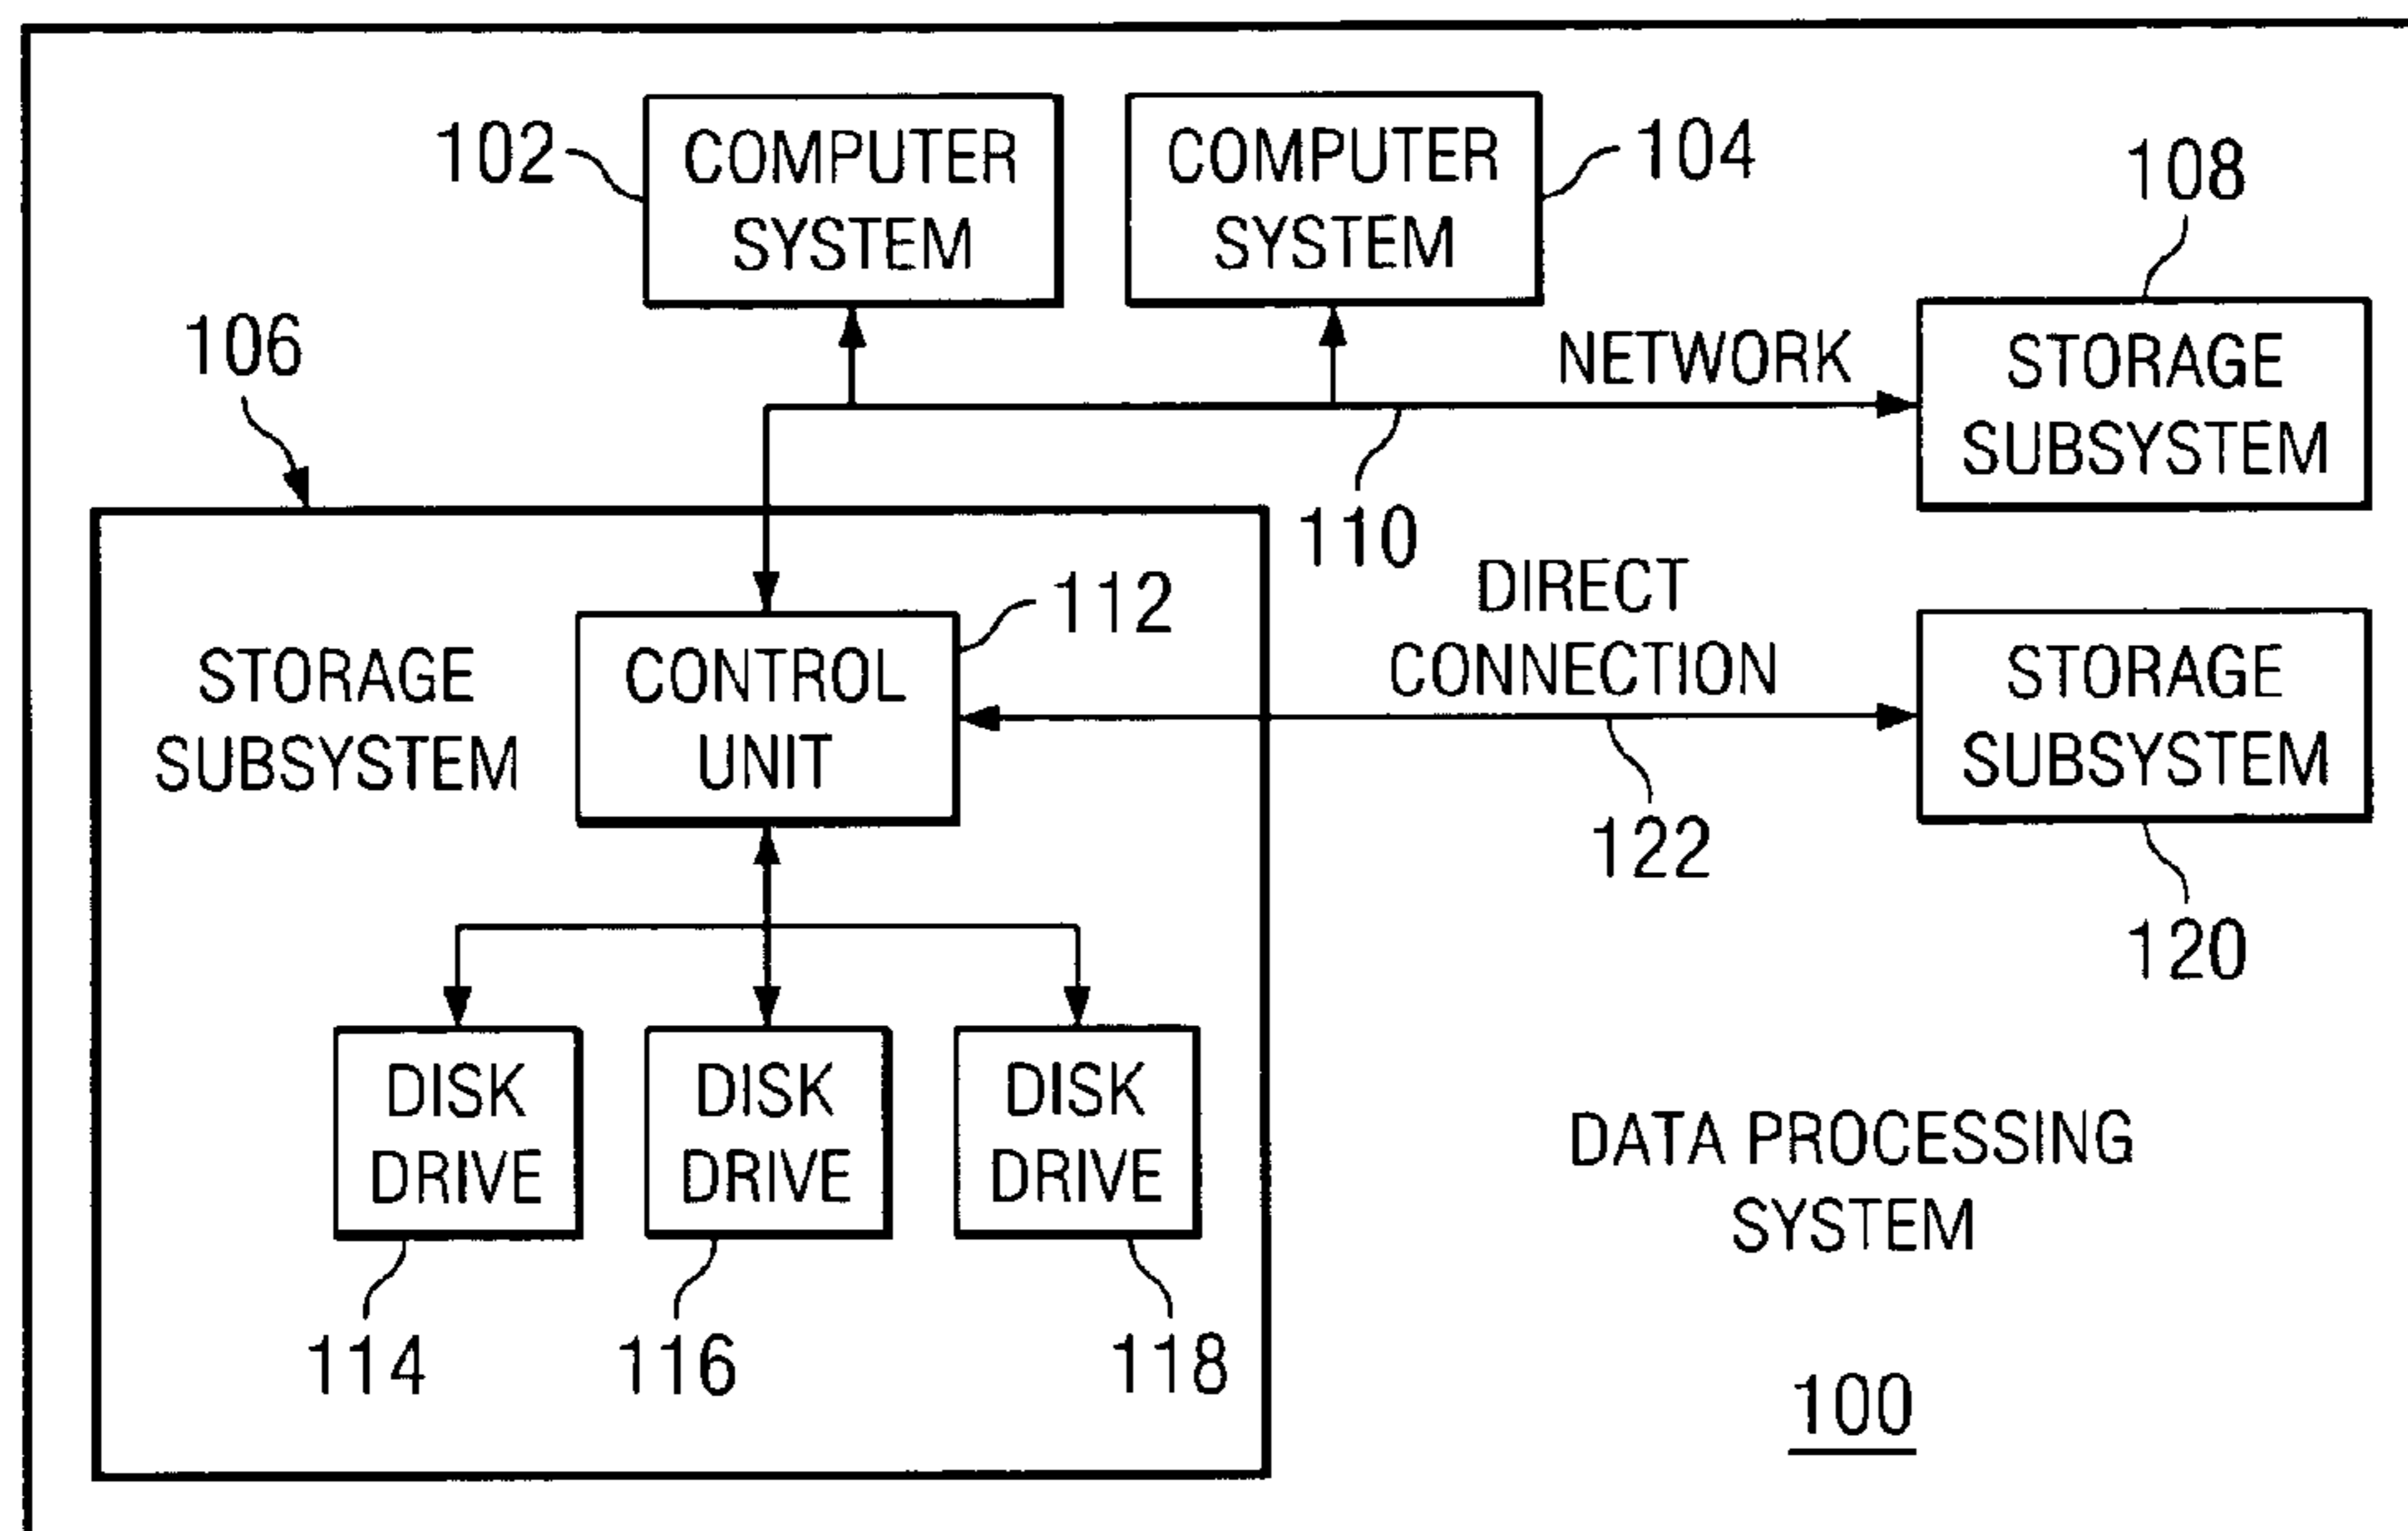 102
COMPUTER
SYSTEM
COMPUTER
SYSTEM
104
108
106
NETWORK
STORAGE
SUBSYSTEM
110
112
DIRECT
CONNECTION
STORAGE
SUBSYSTEM
CONTROL
UNIT
STORAGE
SUBSYSTEM
122
120
DISK
DRIVE
DISK
DRIVE
DISK
DRIVE
DATA PROCESSING
SYSTEM
114
116
118
100